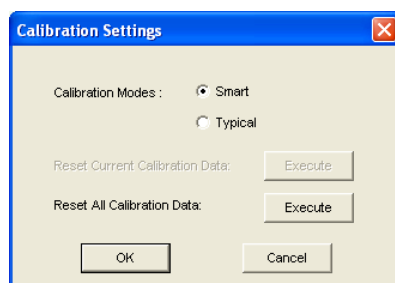 Calibration Settings
Calibration Modes : Smart
Typical
Reset Current Calibration Data: Execute
Reset All Calibration Data: Execute
OK Cancel